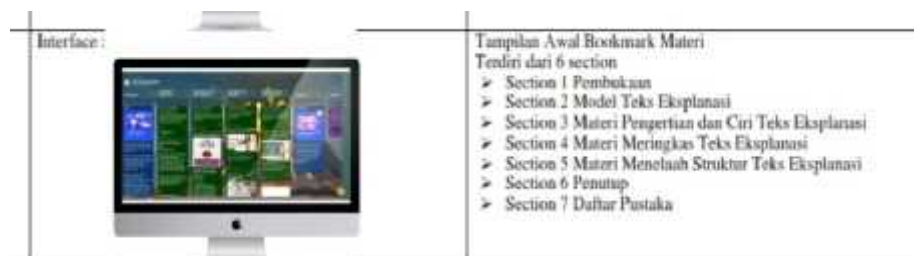 Interface :
Tampilan Awal Bookmark Materi
Terdiri dari 6 section
➢ Section 1 Pembukaan
➢ Section 2 Model Teks Eksplanasi
➢ Section 3 Materi Pengertian dan Ciri Teks Eksplanasi
➢ Section 4 Materi Meringkas Teks Eksplanasi
➢ Section 5 Materi Menelaah Struktur Teks Eksplanasi
➢ Section 6 Penutup
➢ Section 7 Daftar Pustaka